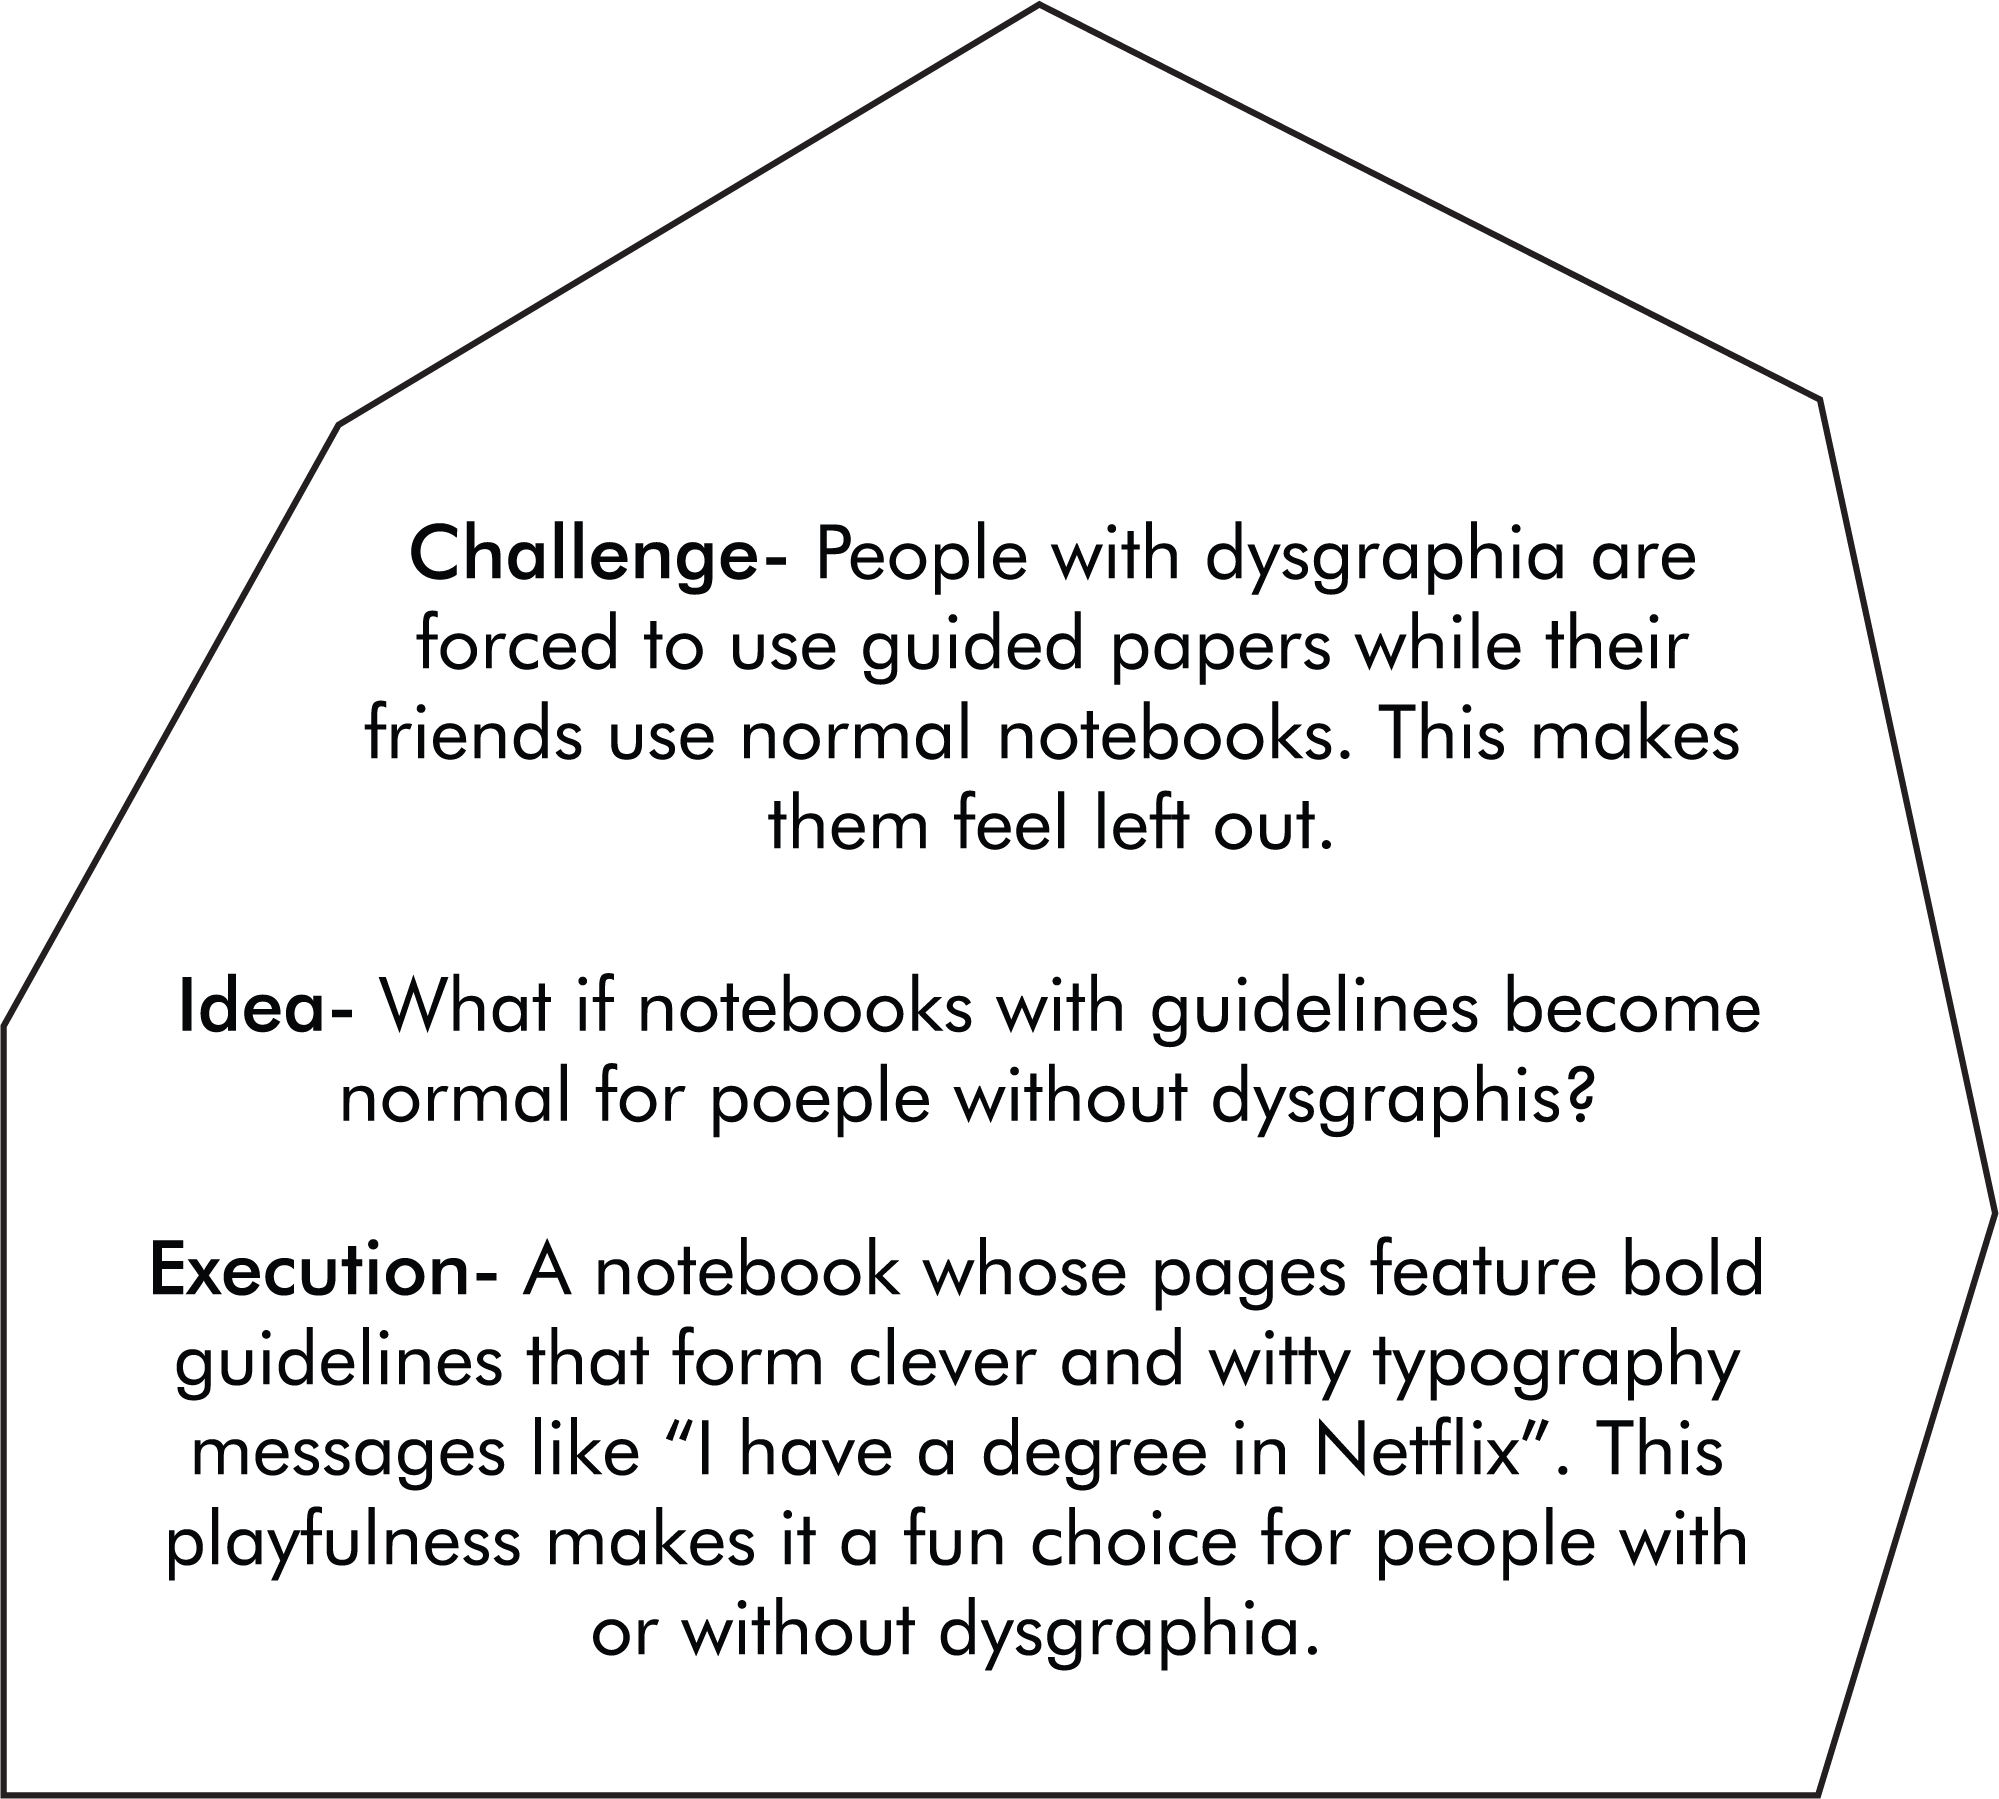 Challenge- People with dysgraphia are
forced to use guided papers while their
friends use normal notebooks. This makes
them feel left out.
Idea- What if notebooks with guidelines become
normal for poeple without dysgraphis?
Execution- A notebook whose pages feature bold
guidelines that form clever and witty typography
messages like “I have a degree in Netflix”. This
playfulness makes it a fun choice for people with
or without dysgraphia.